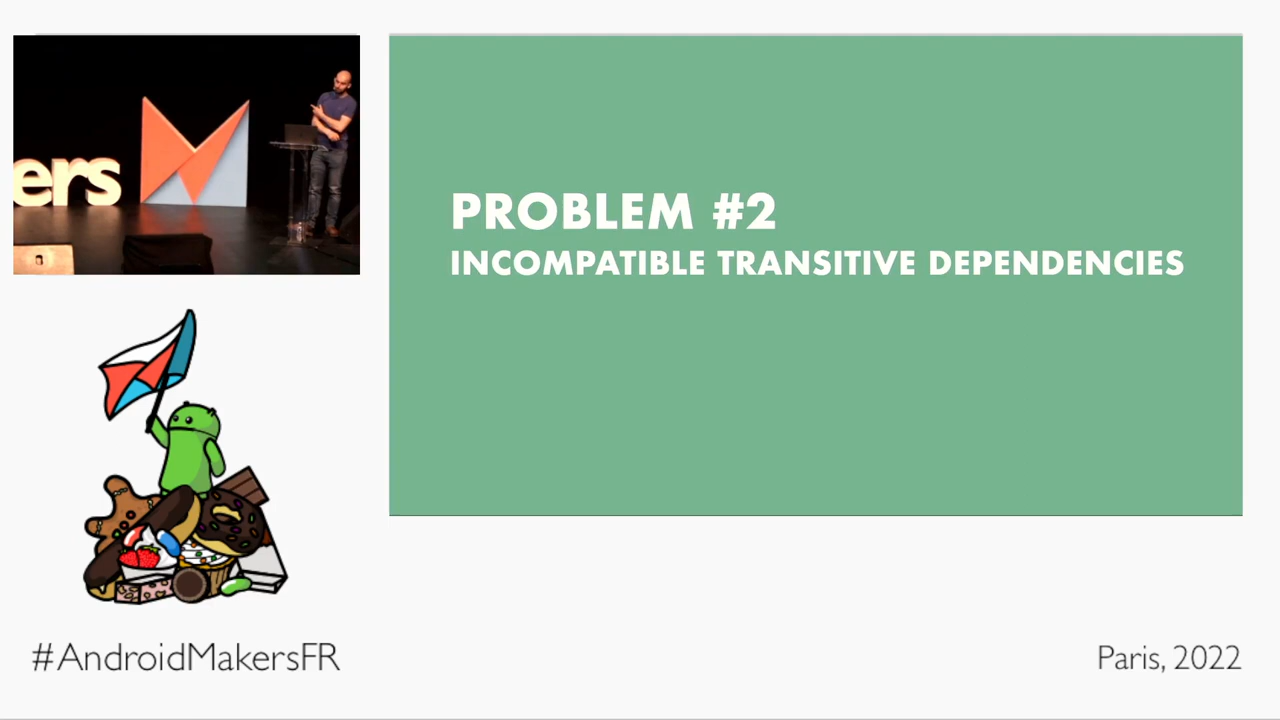 ers
PROBLEM #2
INCOMPATIBLE TRANSITIVE DEPENDENCIES
#AndroidMakersFR
Paris, 2022